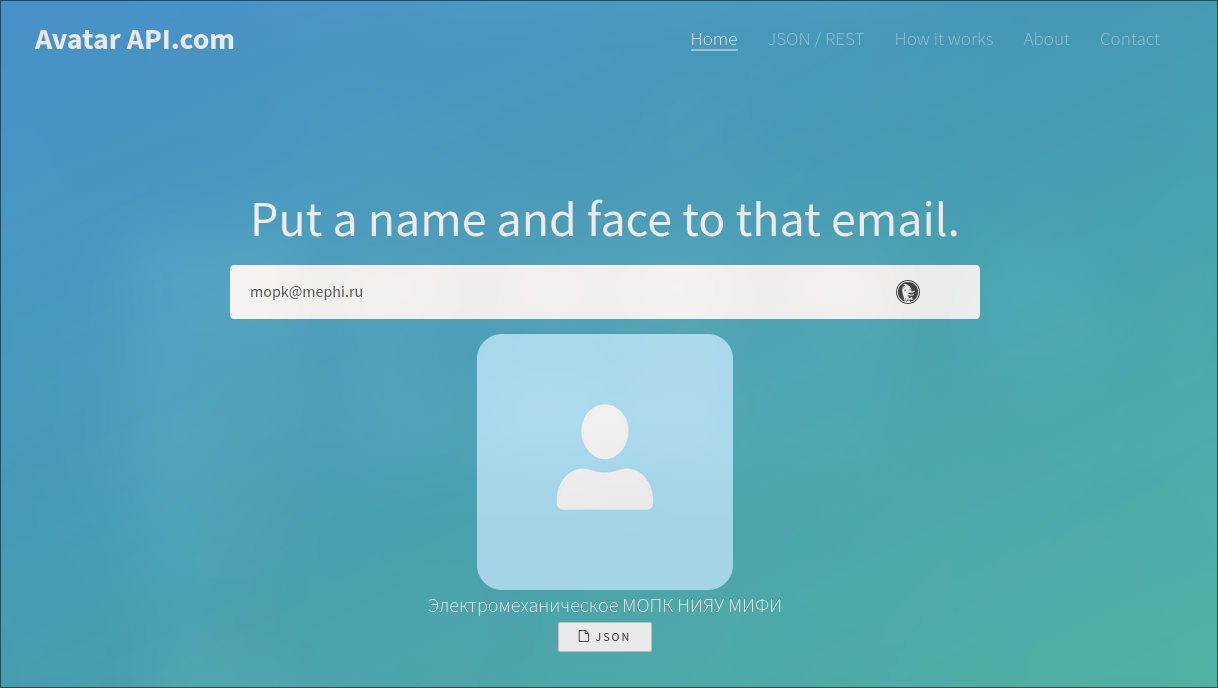 Avatar API.com
Home JSON / REST How it works About Contact
Put a name and face to that email.
mopk@mephi.ru
Электромеханическое МОПК НИЯУ МИФИ
JSON